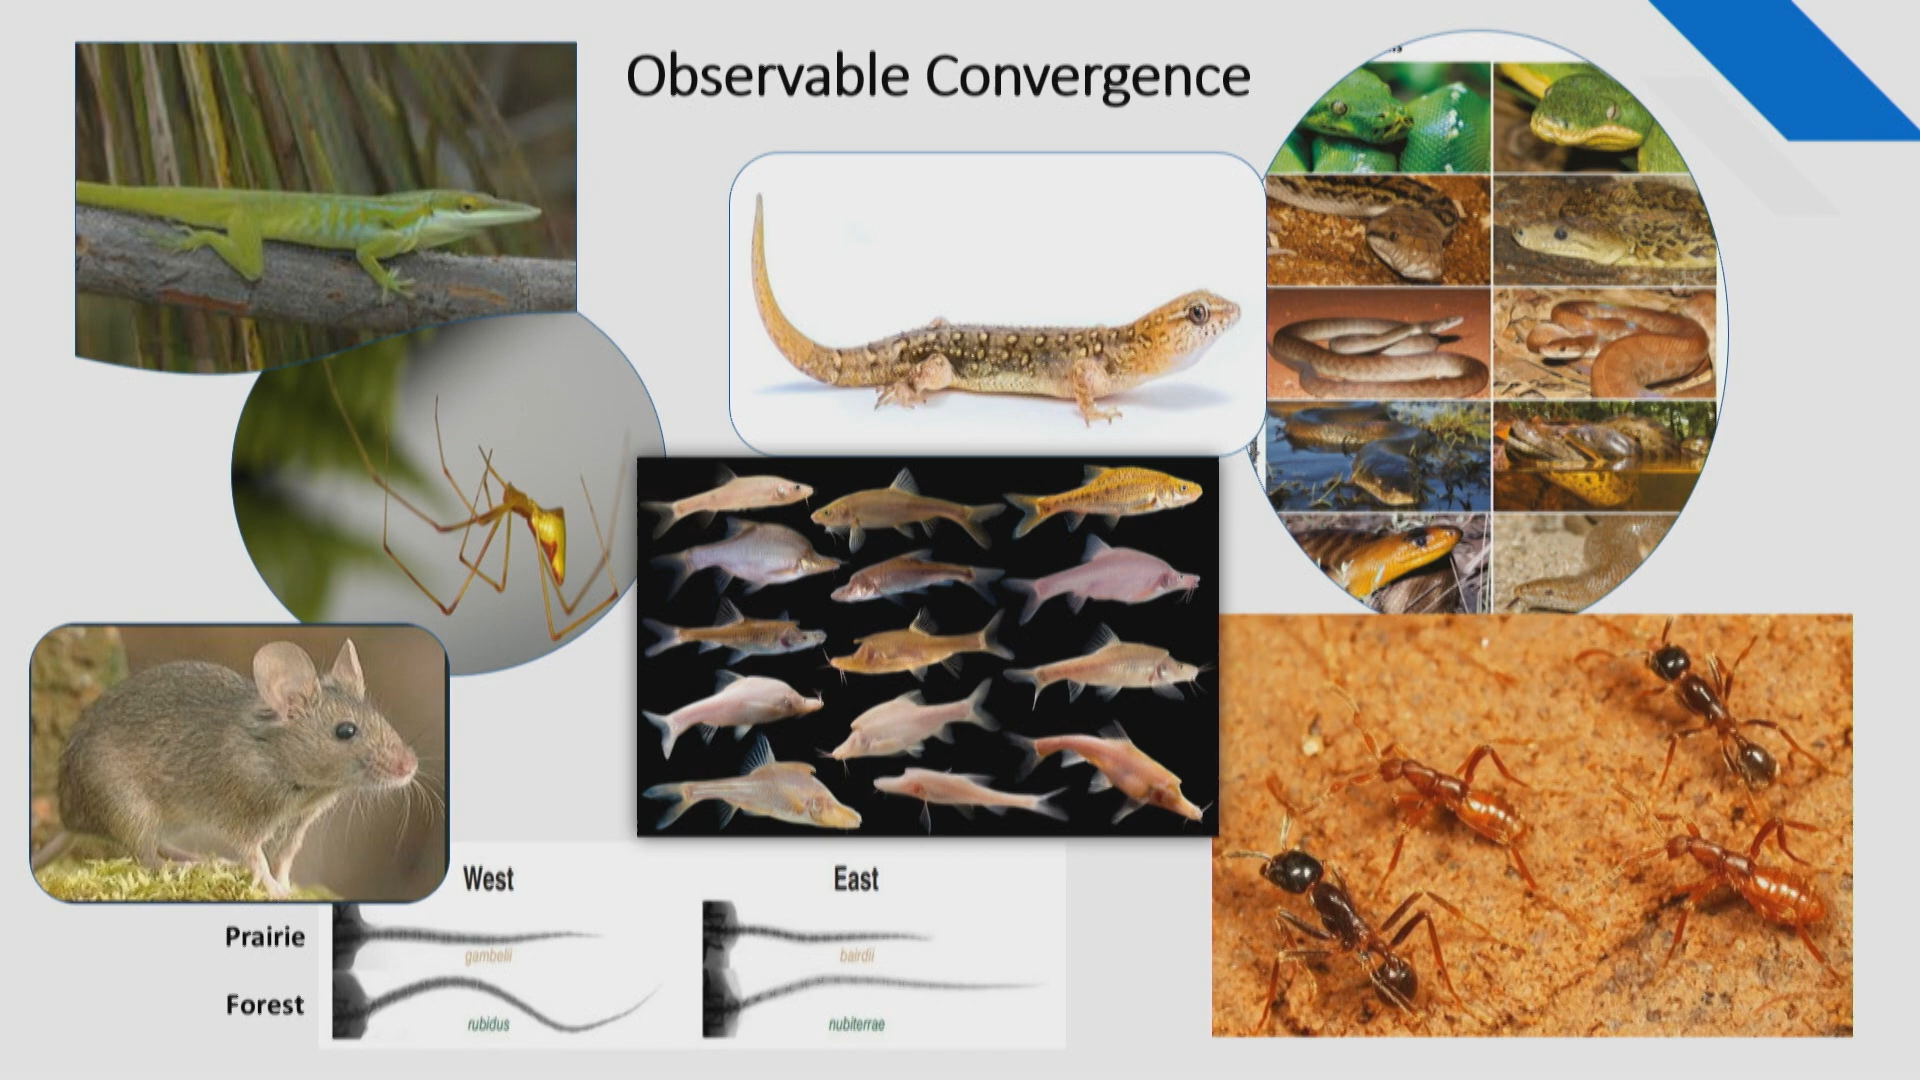 Observable Convergence
West East
Prairie
gambelii bairdii
Forest
rubidus nubiterrae